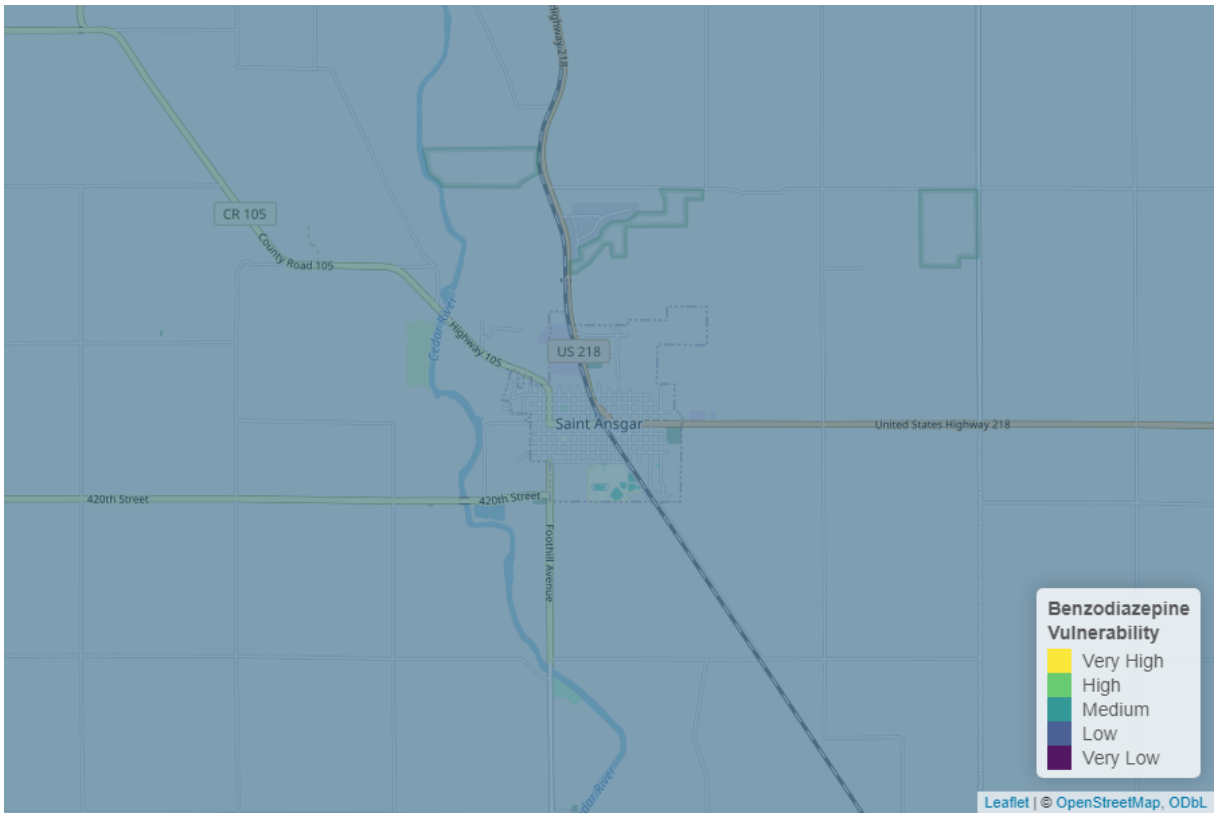 Highway 218
CR 105
County Road 105
Cedar River
Highway 105
US 218
Saint Ansgar
United States Highway 218
420th Street
420th Street
Foothill Avenue
dar River
Benzodiazepine
Vulnerability
Very High
High
Medium
Low
Very Low
Leaflet | © OpenStreetMap, ODbL